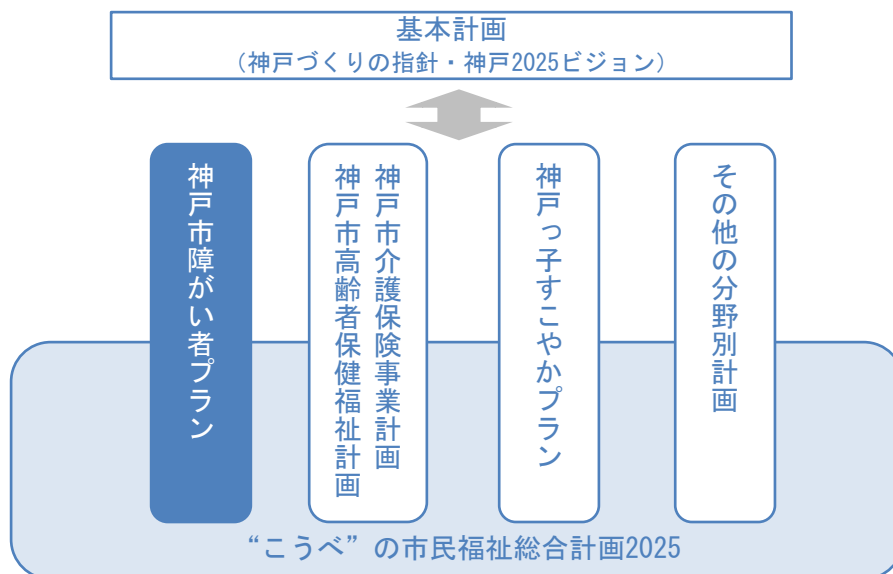 基本計画
（神戸づくりの指針・神戸2025ビジョン）
神戸市障がい者プラン
神戸市介護保険事業計画
神戸市高齢者保健福祉計画
神戸っ子すこやかプラン
その他の分野別計画
“こうべ”の市民福祉総合計画2025